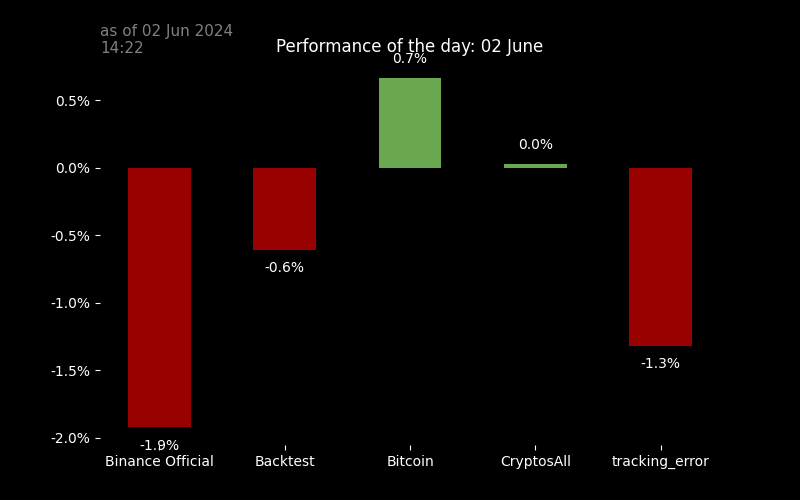 as of 02 Jun 2024
14:22
Performance of the day: 02 June
0.7%
0.5%
0.0%
0.0%
-0.5%
-0.6%
-1.0%
-1.3%
-1.5%
-1.9%
-2.0%
Binance Official
Backtest
Bitcoin
CryptosAll
tracking_error